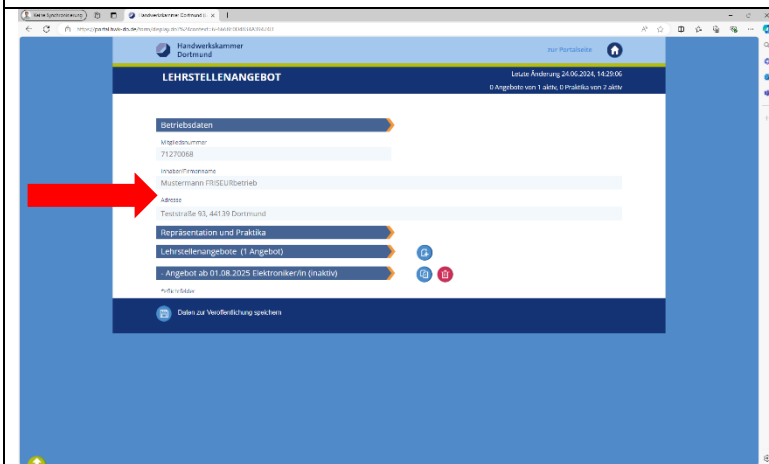 Keine Synchronisierung
Handwerkskammer Dortmund
Handwerkskammer
Dortmund
zur Portalseite
LEHRSTELLENANGEBOT
Letzte Änderung 24.06.2024, 14:29:06
0 Angebote von 1 aktiv, 0 Praktika von 2 aktiv
Betriebsdaten
Mitgliedsnummer
71270068
Inhaber/Firmenname
Mustermann FRISEURbetrieb
Adresse
Teststraße 93, 44139 Dortmund
Repräsentation und Praktika
Lehrstellenangebote (1 Angebot)
- Angebot ab 01.08.2025 Elektroniker/in (inaktiv)
*Pflichtfelder
Daten zur Veröffentlichung speichern